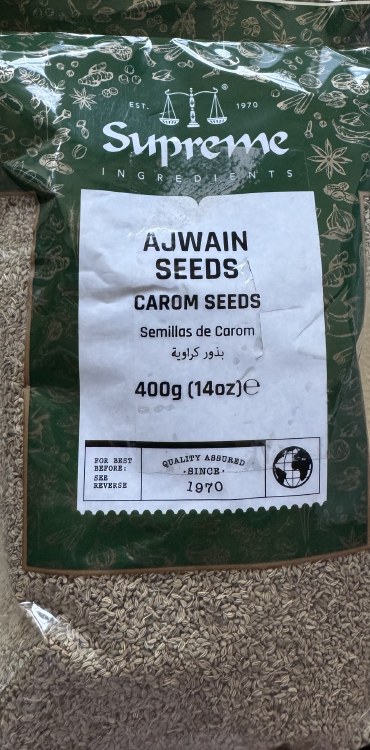 EST. 1970
Supreme
INGREDIENTS
AJWAIN
SEEDS
CAROM SEEDS
Semillas de Carom
بذور كراوية
400g (14oz)℮
FOR BEST
BEFORE:
SEE
REVERSE
QUALITY ASSURED
·SINCE·
1970